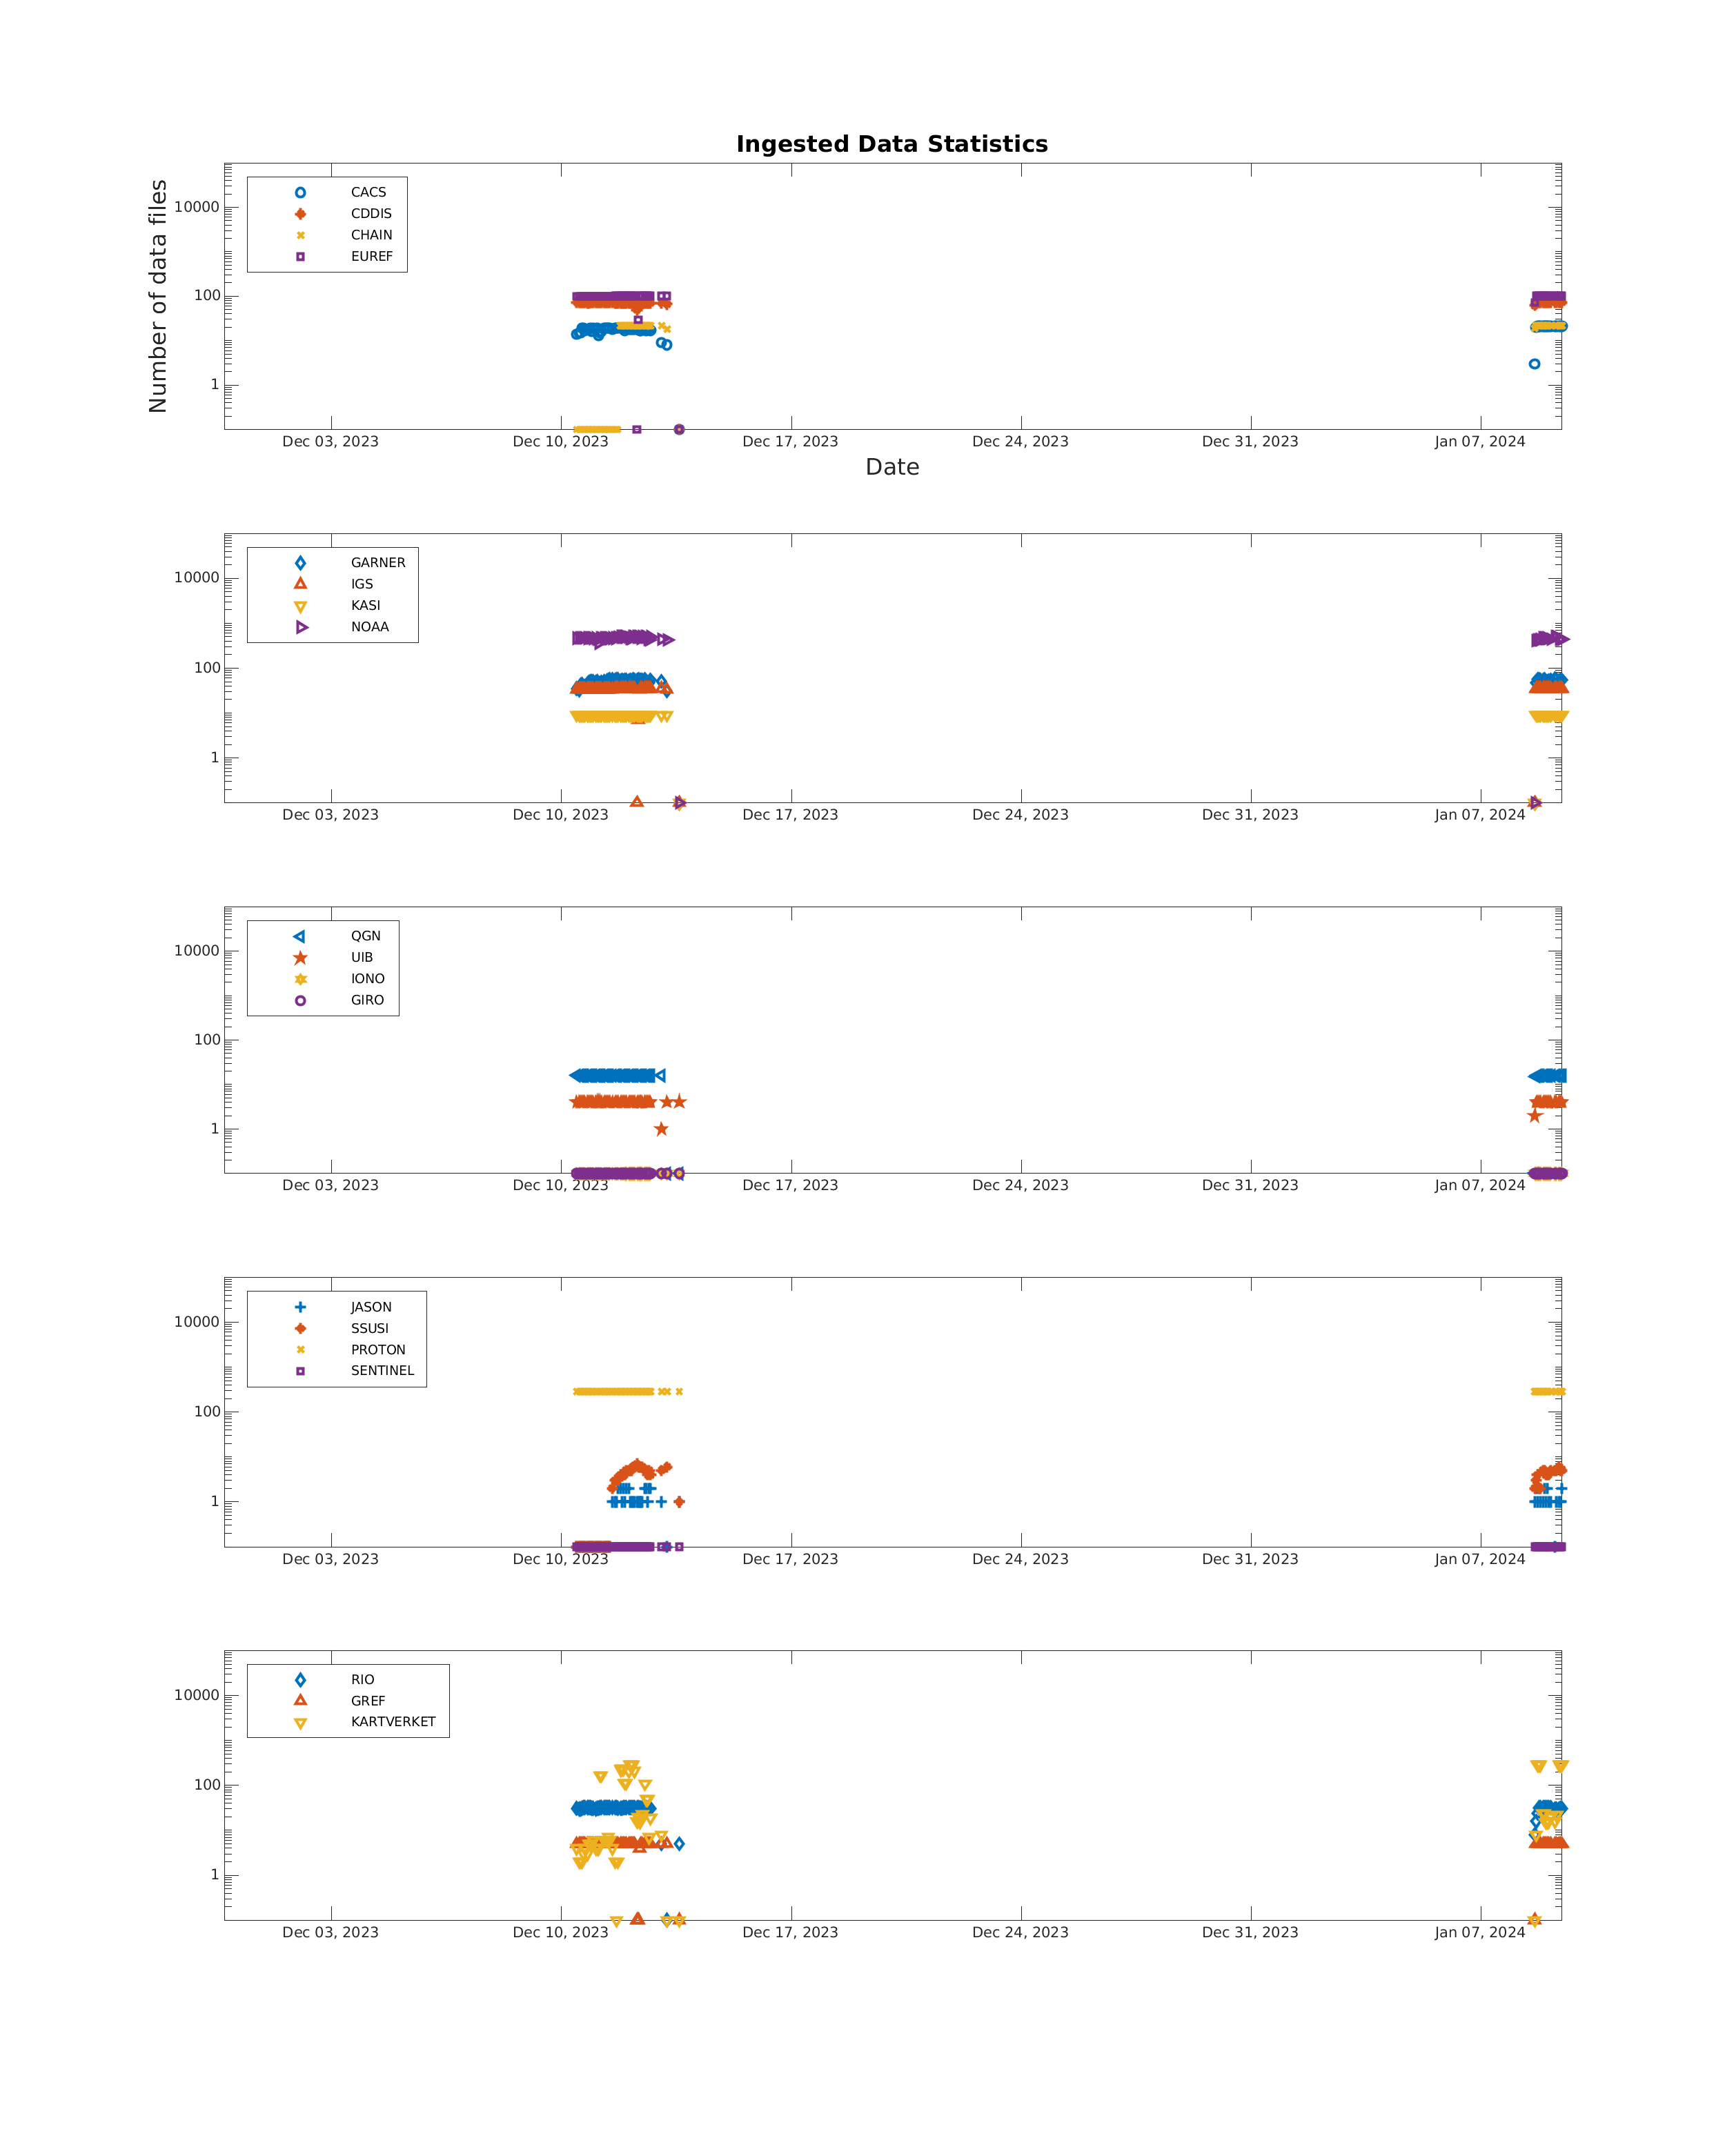 Ingested Data Statistics
Number of data files
10000
100
1
CACS
CDDIS
CHAIN
EUREF
Dec 03, 2023 Dec 10, 2023 Dec 17, 2023 Dec 24, 2023 Dec 31, 2023 Jan 07, 2024
Date
10000
100
1
GARNER
IGS
KASI
NOAA
Dec 03, 2023 Dec 10, 2023 Dec 17, 2023 Dec 24, 2023 Dec 31, 2023 Jan 07, 2024
10000
100
1
QGN
UIB
IONO
GIRO
Dec 03, 2023 Dec 10, 2023 Dec 17, 2023 Dec 24, 2023 Dec 31, 2023 Jan 07, 2024
10000
100
1
JASON
SSUSI
PROTON
SENTINEL
Dec 03, 2023 Dec 10, 2023 Dec 17, 2023 Dec 24, 2023 Dec 31, 2023 Jan 07, 2024
10000
100
1
RIO
GREF
KARTVERKET
Dec 03, 2023 Dec 10, 2023 Dec 17, 2023 Dec 24, 2023 Dec 31, 2023 Jan 07, 2024